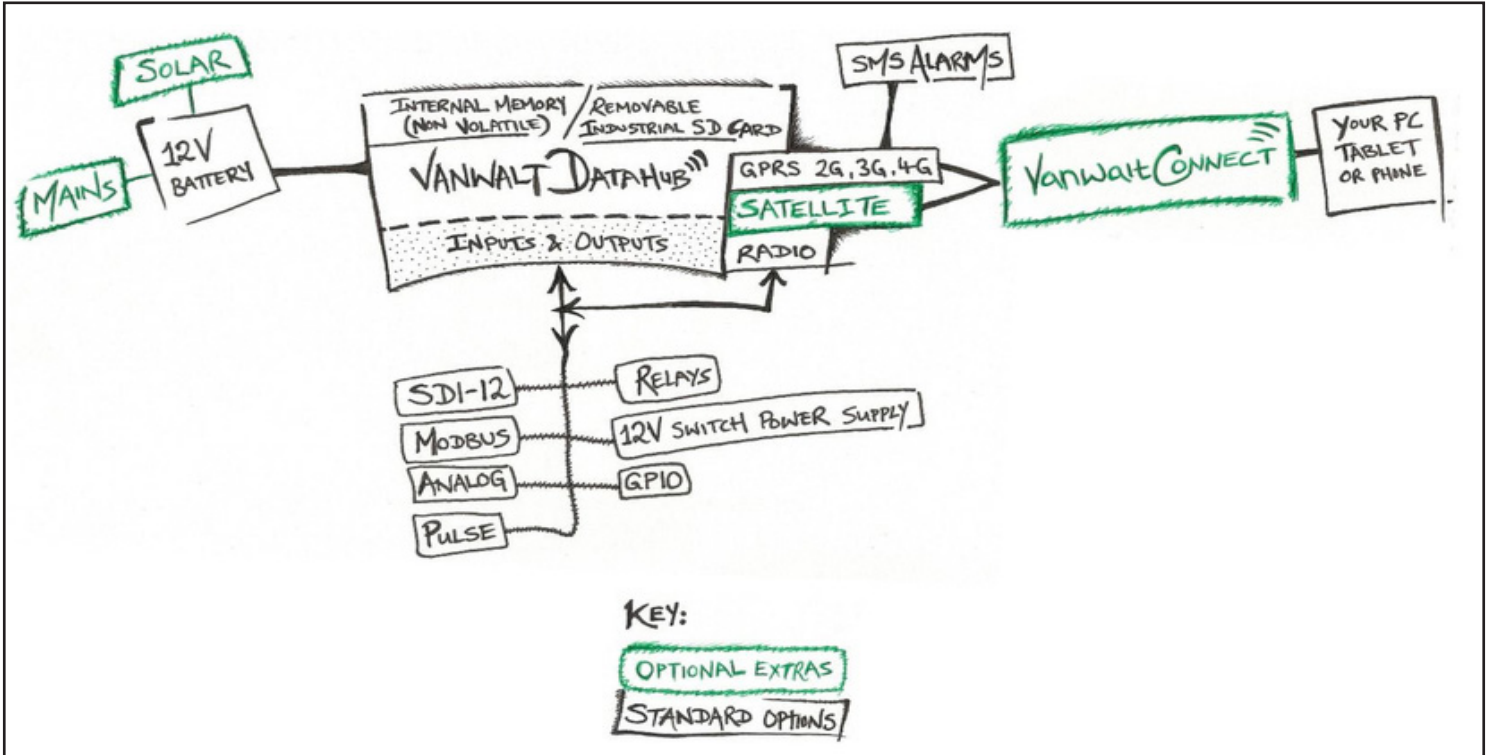 SOLAR
MAINS
12V
BATTERY
INTERNAL MEMORY / REMOVABLE
(NON VOLATILE) INDUSTRIAL SD CARD
VANWALT DATAHUB
INPUTS & OUTPUTS
SMS ALARMS
GPRS 2G, 3G, 4G
SATELLITE
RADIO
VanWalt CONNECT
YOUR PC
TABLET
OR PHONE
SDI-12
RELAYS
MODBUS
12V SWITCH POWER SUPPLY
ANALOG
GPIO
PULSE
KEY:
OPTIONAL EXTRAS
STANDARD OPTIONS